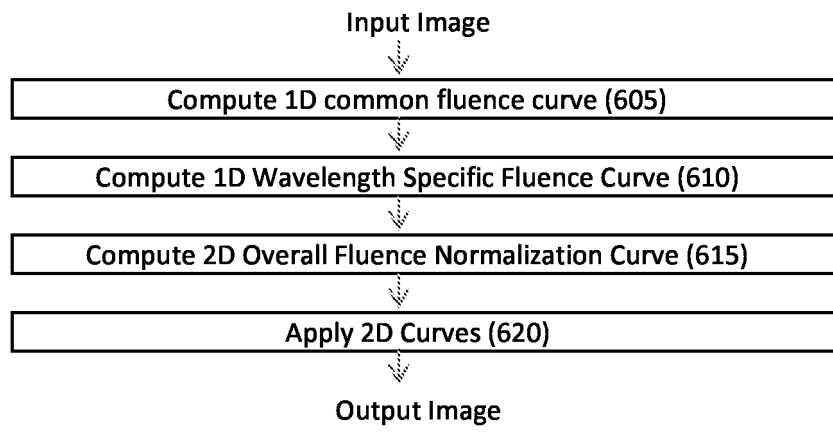 Input Image
Compute 1D common fluence curve (605)
Compute 1D Wavelength Specific Fluence Curve (610)
Compute 2D Overall Fluence Normalization Curve (615)
Apply 2D Curves (620)
Output Image